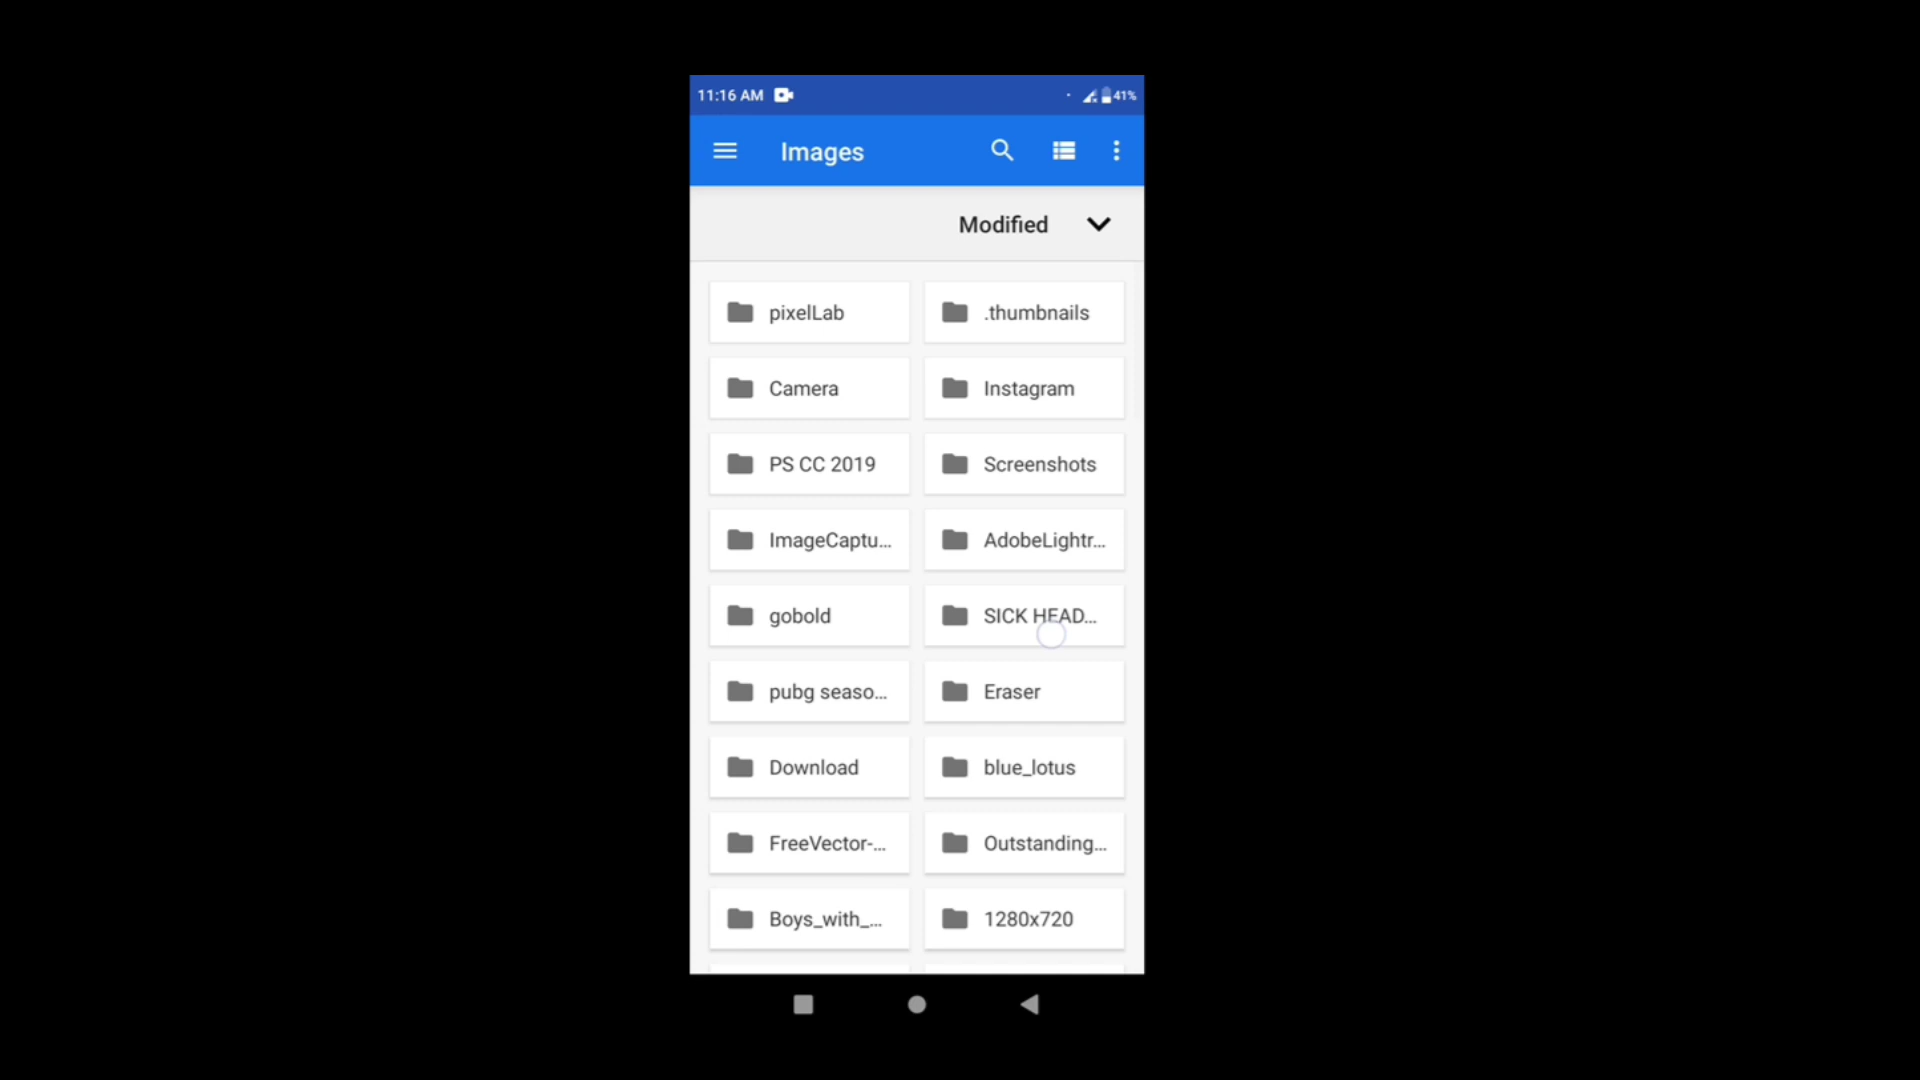 11:16 AM 41%
Images
Modified
pixelLab .thumbnails
Camera Instagram
PS CC 2019 Screenshots
ImageCaptu... AdobeLightr...
gobold SICK HEAD...
pubg seaso... Eraser
Download blue_lotus
FreeVector-... Outstanding...
Boys_with_... 1280x720